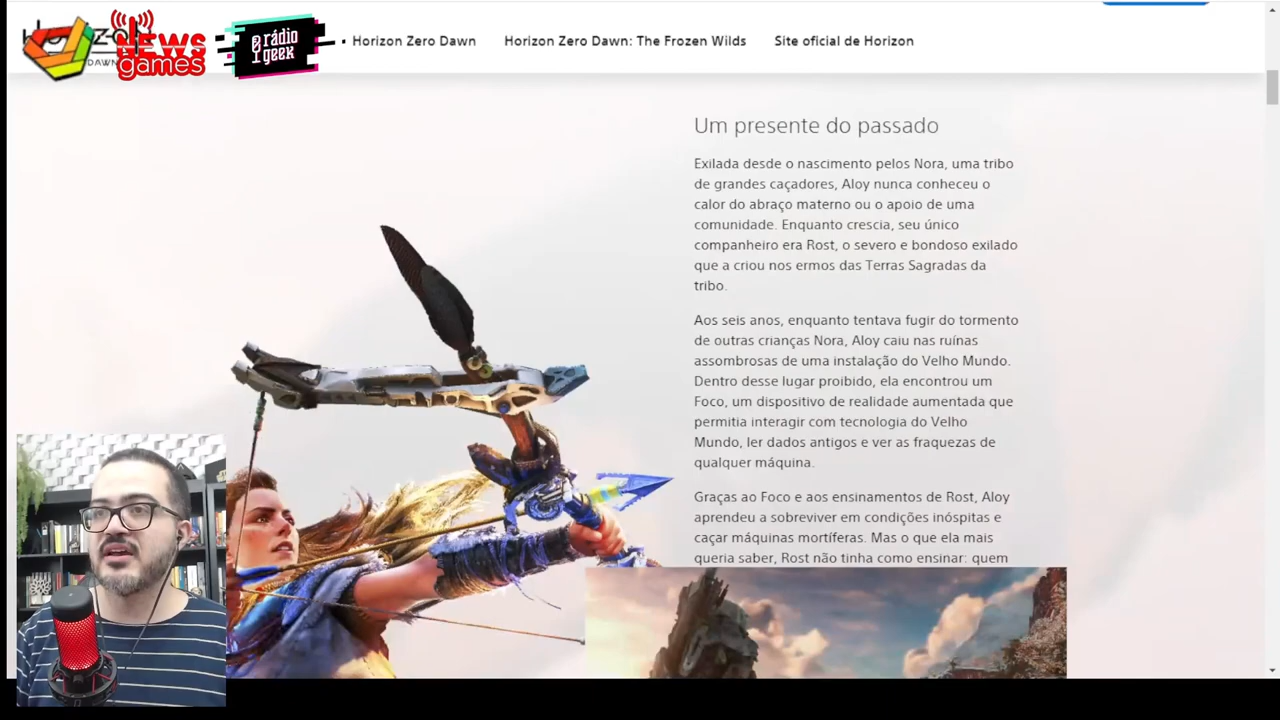 Horizon
DAWN
NEWS
games
rádio
geek
Horizon Zero Dawn
Horizon Zero Dawn: The Frozen Wilds
Site oficial de Horizon
Um presente do passado
Exilada desde o nascimento pelos Nora, uma tribo
de grandes caçadores, Aloy nunca conheceu o
calor do abraço materno ou o apoio de uma
comunidade. Enquanto crescia, seu único
companheiro era Rost, o severo e bondoso exilado
que a criou nos ermos das Terras Sagradas da
tribo.
Aos seis anos, enquanto tentava fugir do tormento
de outras crianças Nora, Aloy caiu nas ruínas
assombrosas de uma instalação do Velho Mundo.
Dentro desse lugar proibido, ela encontrou um
Foco, um dispositivo de realidade aumentada que
permitia interagir com tecnologia do Velho
Mundo, ler dados antigos e ver as fraquezas de
qualquer máquina.
Graças ao Foco e aos ensinamentos de Rost, Aloy
aprendeu a sobreviver em condições inóspitas e
caçar máquinas mortíferas. Mas o que ela mais
queria saber, Rost não tinha como ensinar: quem